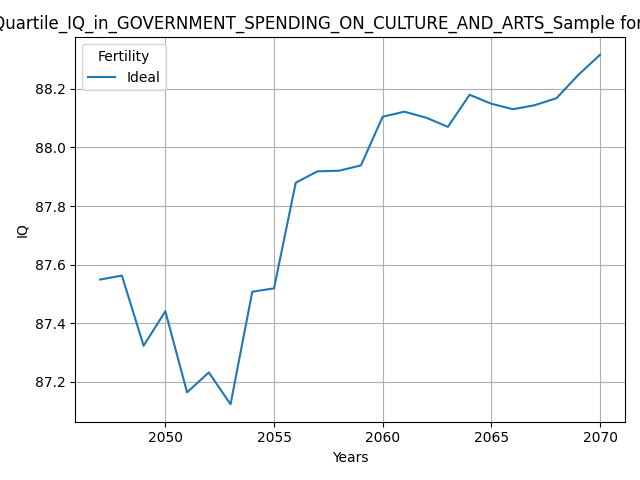 Quartile_IQ_in_GOVERNMENT_SPENDING_ON_CULTURE_AND_ARTS_Sample for
Fertility
Ideal
88.2
88.0
87.8
87.6
87.4
87.2
IQ
2050 2055 2060 2065 2070
Years